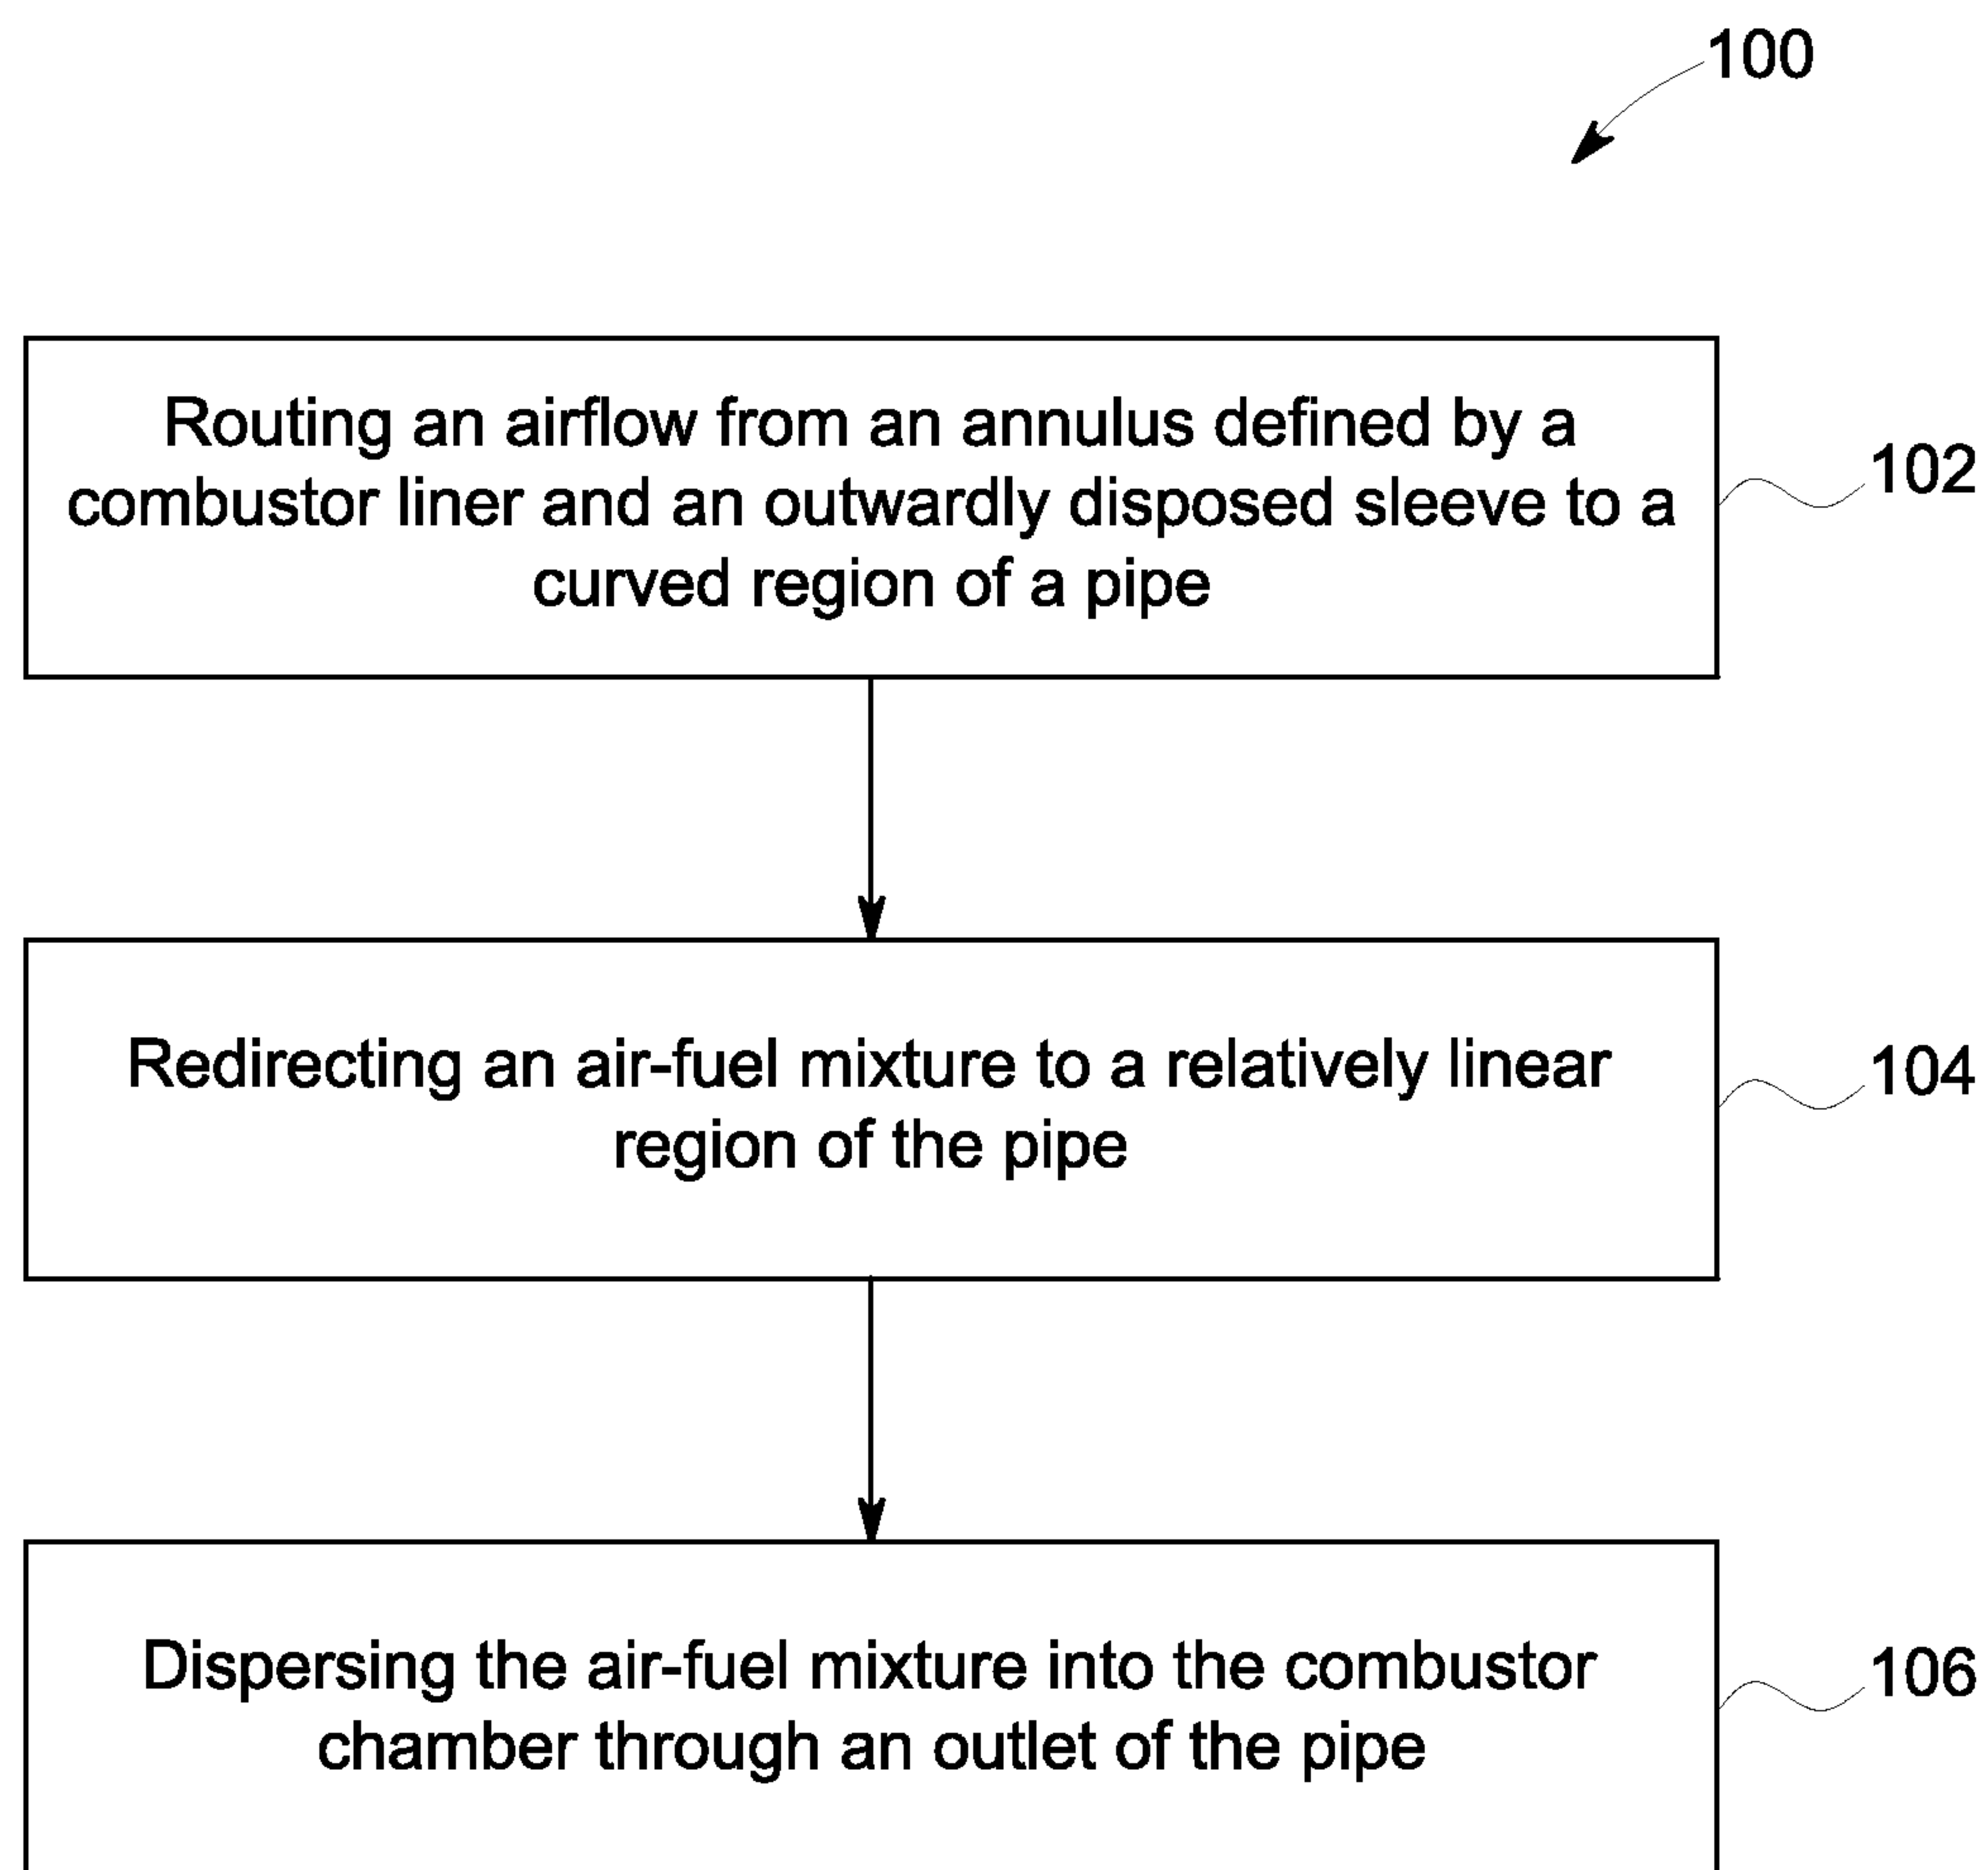 100
Routing an airflow from an annulus defined by a
combustor liner and an outwardly disposed sleeve to a
curved region of a pipe
102
Redirecting an air-fuel mixture to a relatively linear
region of the pipe
104
Dispersing the air-fuel mixture into the combustor
chamber through an outlet of the pipe
106